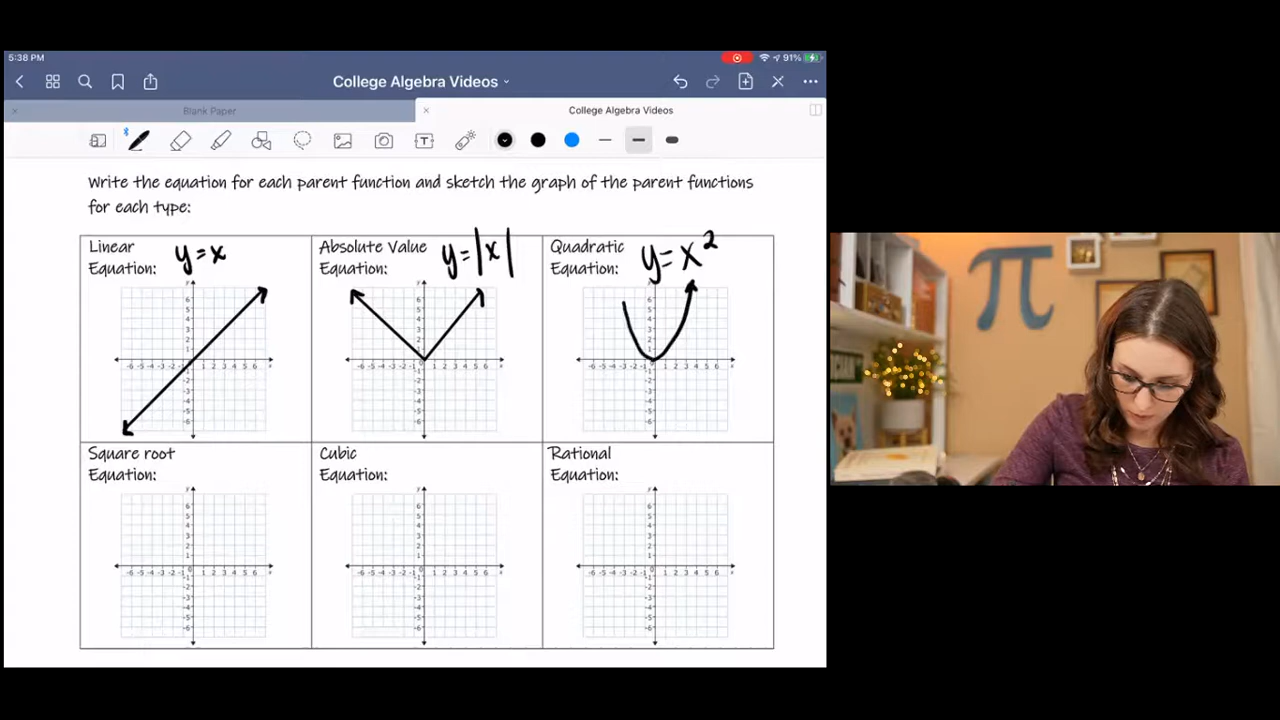 5:38 PM
91%
College Algebra Videos
Blank Paper
College Algebra Videos
Write the equation for each parent function and sketch the graph of the parent functions
for each type:
Linear
Equation: y=x
Absolute Value
Equation: y=|x|
Quadratic
Equation: y=x²
Square root
Equation:
Cubic
Equation:
Rational
Equation:
π